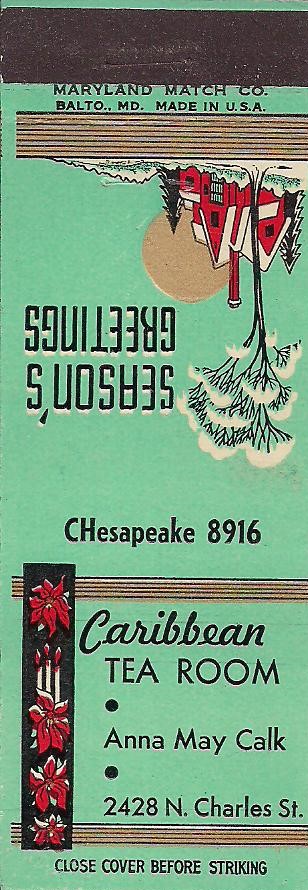 MARYLAND MATCH CO.
BALTO., MD. MADE IN U.S.A.
SEASON'S
GREETINGS
CHesapeake 8916
Caribbean
TEA ROOM
•
Anna May Calk
•
2428 N. Charles St.
CLOSE COVER BEFORE STRIKING